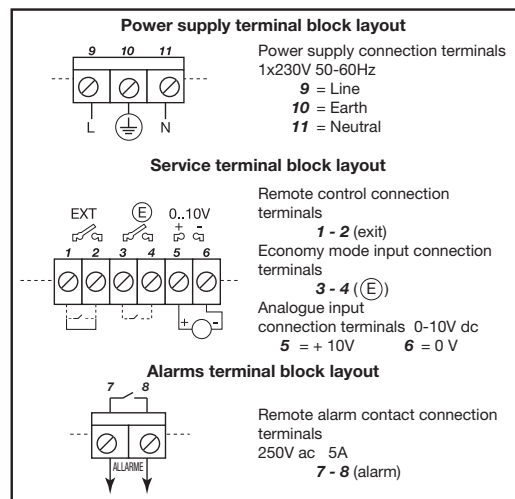 Power supply terminal block layout
9 10 11
L N
Power supply connection terminals
1x230V 50-60Hz
9 = Line
10 = Earth
11 = Neutral
Service terminal block layout
EXT E 0..10V
+ -
1 2 3 4 5 6
+ -
Remote control connection
terminals
1 - 2 (exit)
Economy mode input connection
terminals
3 - 4 (E)
Analogue input
connection terminals 0-10V dc
5 = + 10V 6 = 0 V
Alarms terminal block layout
7 8
ALLARME
Remote alarm contact connection
terminals
250V ac 5A
7 - 8 (alarm)